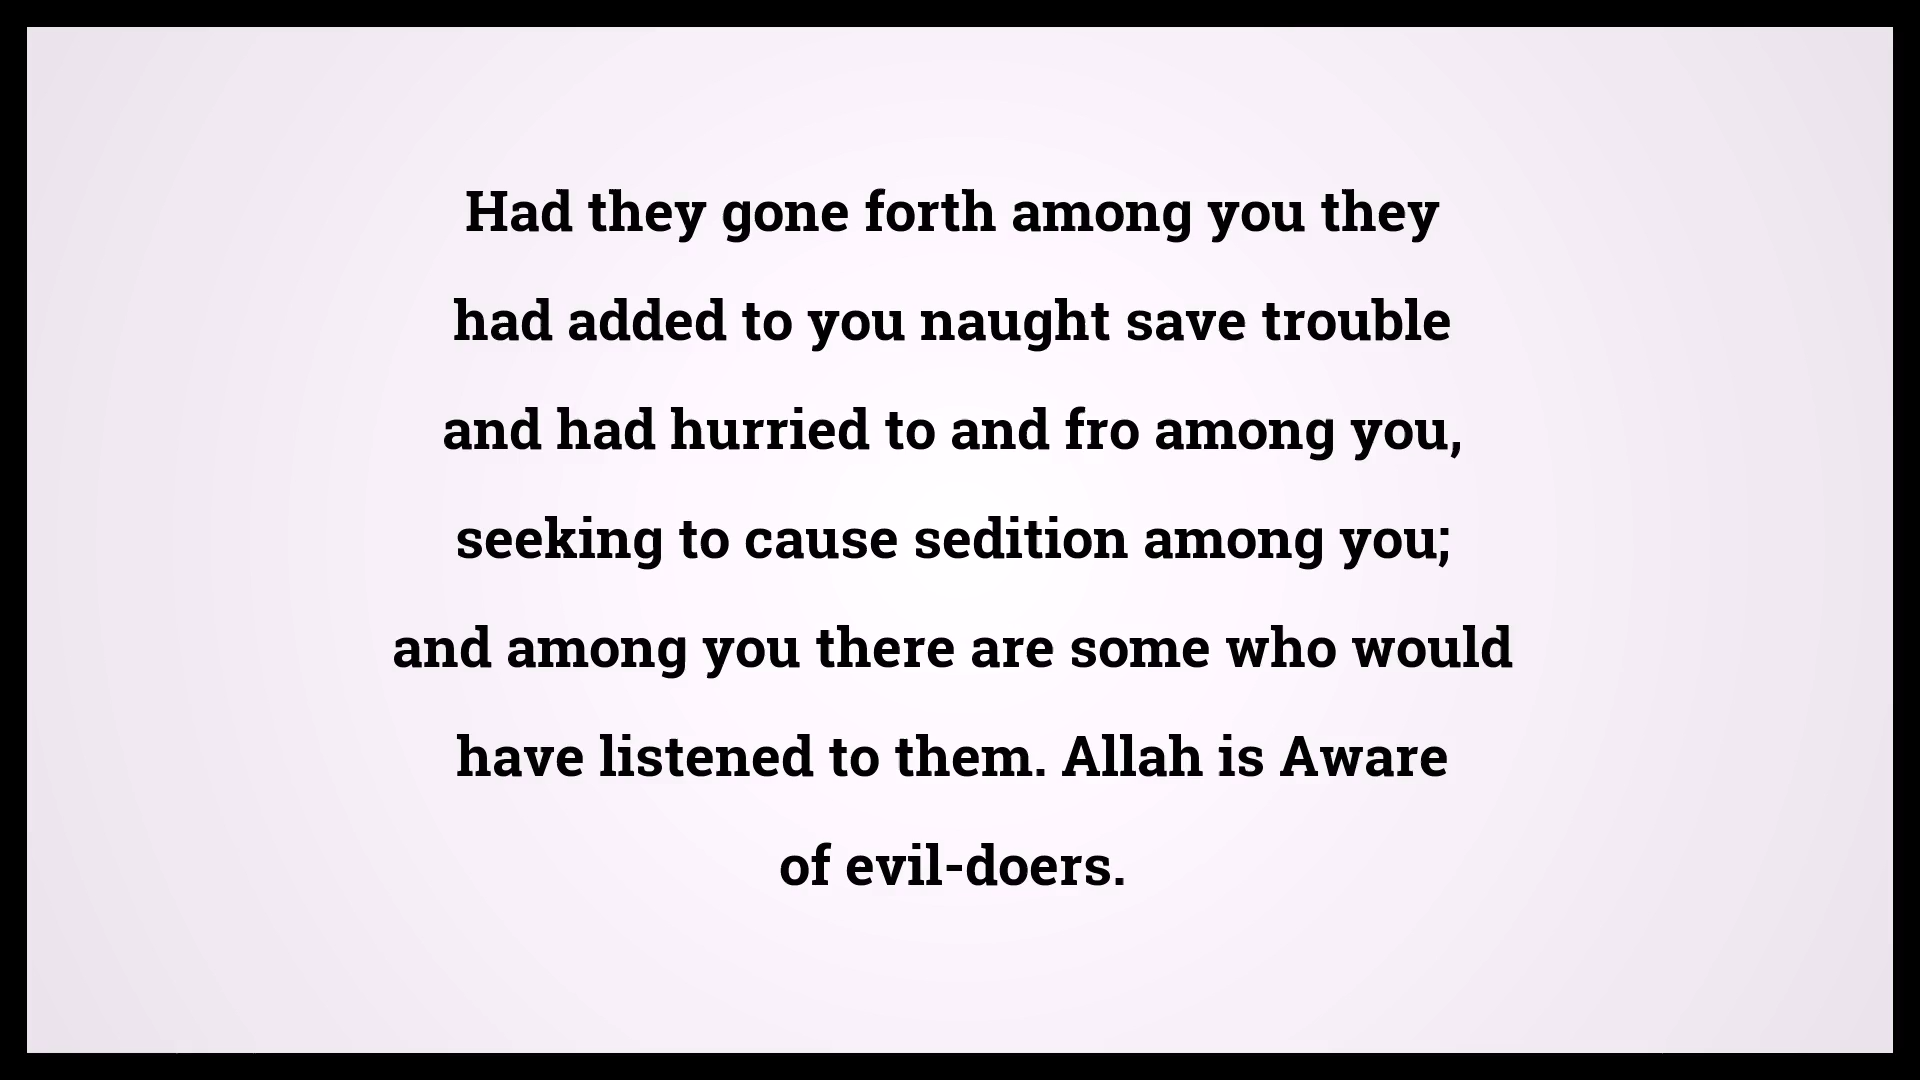 Had they gone forth among you they
had added to you naught save trouble
and had hurried to and fro among you,
seeking to cause sedition among you;
and among you there are some who would
have listened to them. Allah is Aware
of evil-doers.